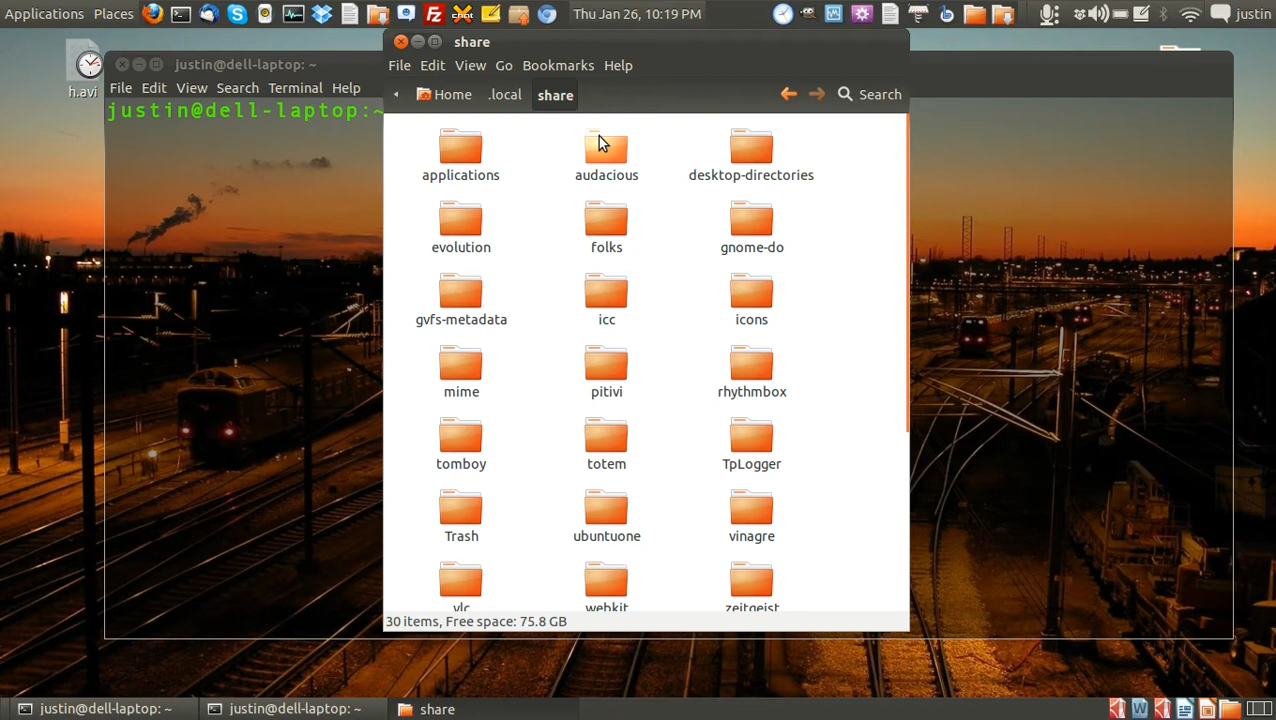 Applications Places Thu Jan 26, 10:19 PM justin
share
justin@dell-laptop: ~
File Edit View Go Bookmarks Help
File Edit View Search Terminal Help
h.avi
Home .local share Search
justin@dell-laptop:~
applications audacious desktop-directories
evolution folks gnome-do
gvfs-metadata icc icons
mime pitivi rhythmbox
tomboy totem TpLogger
Trash ubuntuone vinagre
vlc webkit zeitgeist
30 items, Free space: 75.8 GB
justin@dell-laptop: ~ justin@dell-laptop: ~ share